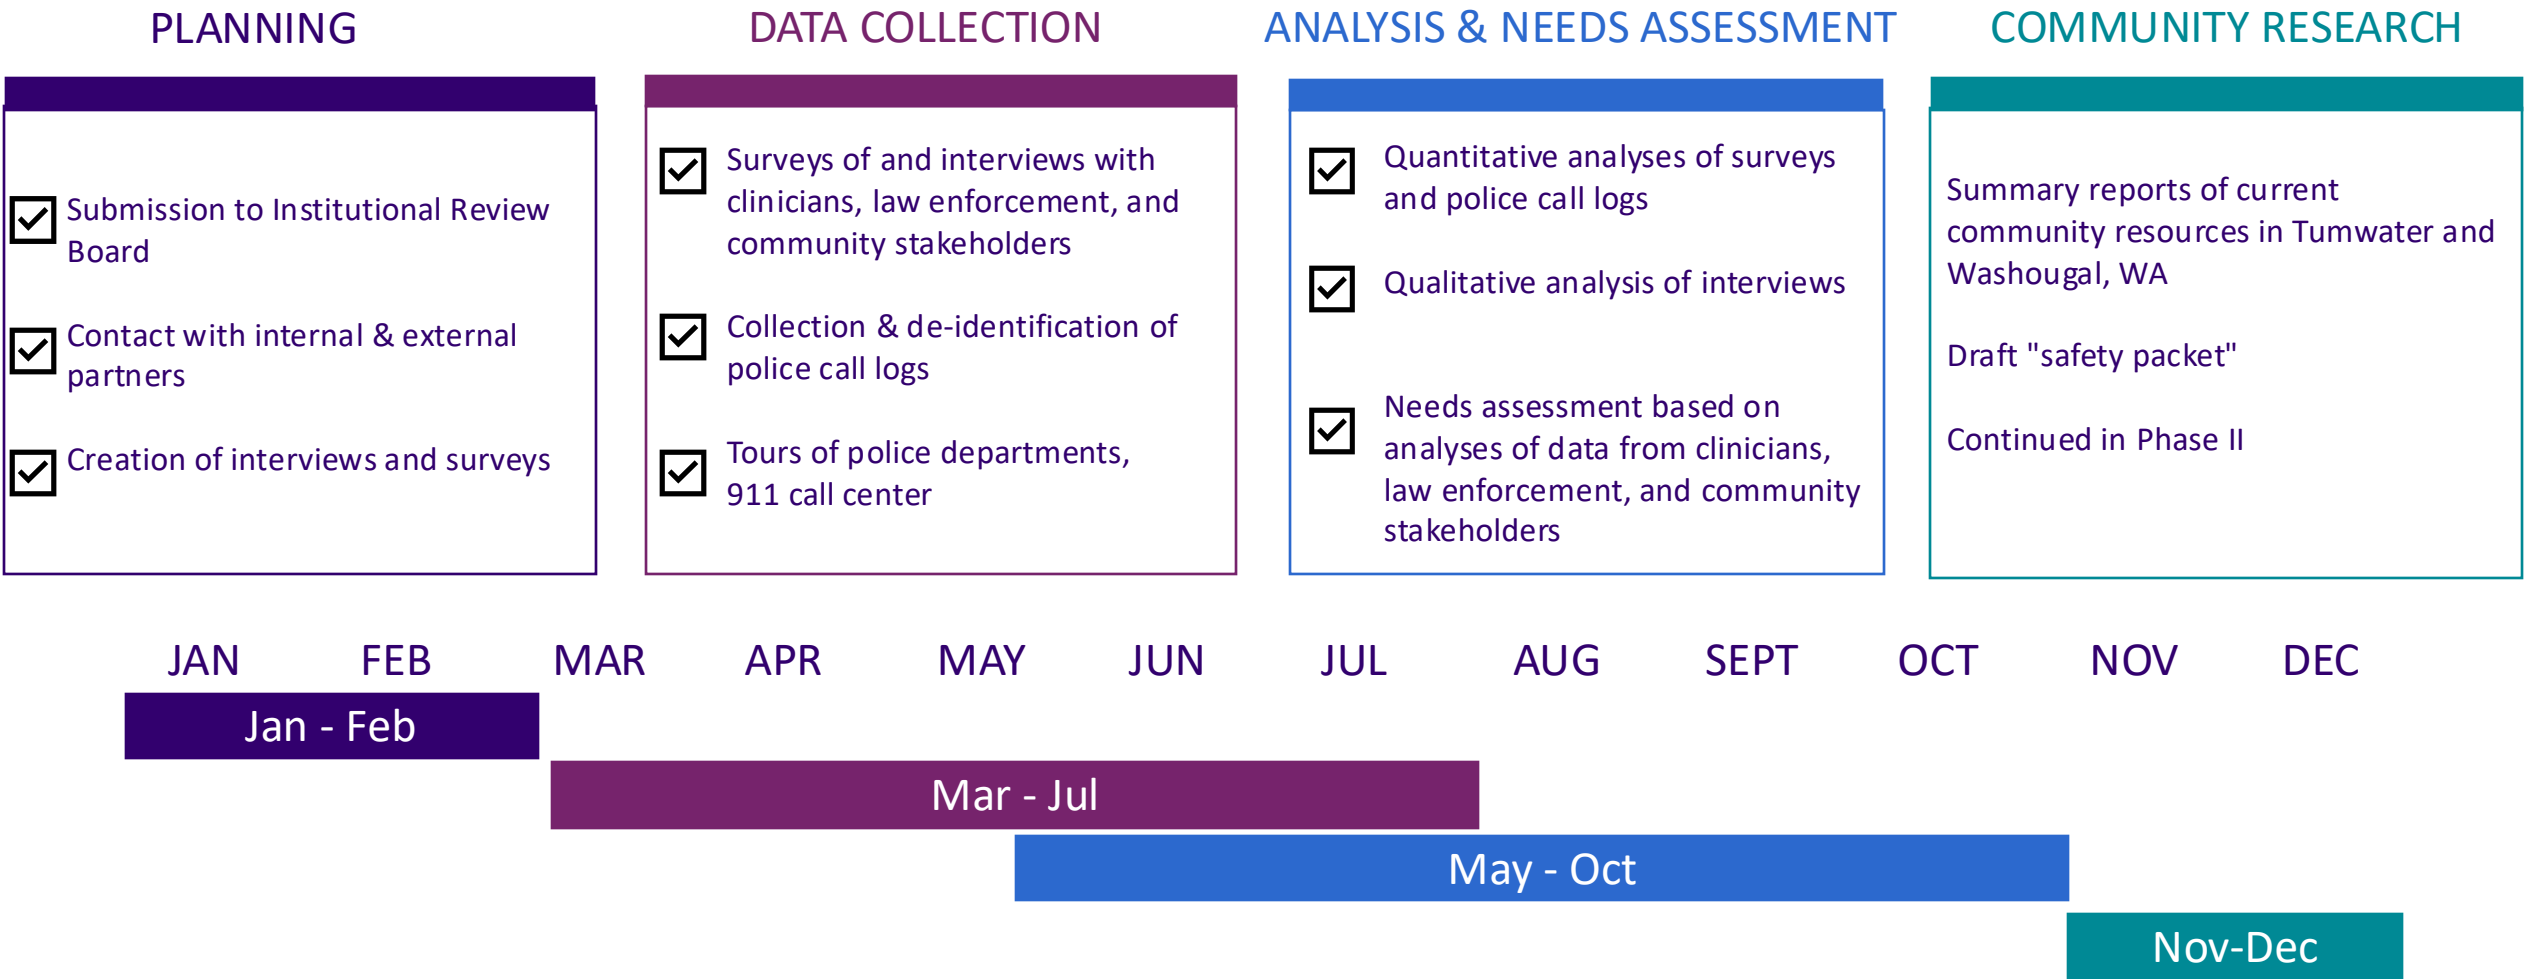 PLANNING
Submission to Institutional Review
Board
Contact with internal & external
partners
Creation of interviews and surveys
DATA COLLECTION
Surveys of and interviews with
clinicians, law enforcement, and
community stakeholders
Collection & de-identification of
police call logs
Tours of police departments,
911 call center
ANALYSIS & NEEDS ASSESSMENT
Quantitative analyses of surveys
and police call logs
Qualitative analysis of interviews
Needs assessment based on
analyses of data from clinicians,
law enforcement, and community
stakeholders
COMMUNITY RESEARCH
Summary reports of current
community resources in Tumwater and
Washougal, WA
Draft "safety packet"
Continued in Phase II
JAN FEB MAR APR MAY JUN JUL AUG SEPT OCT NOV DEC
Jan - Feb
Mar - Jul
May - Oct
Nov-Dec